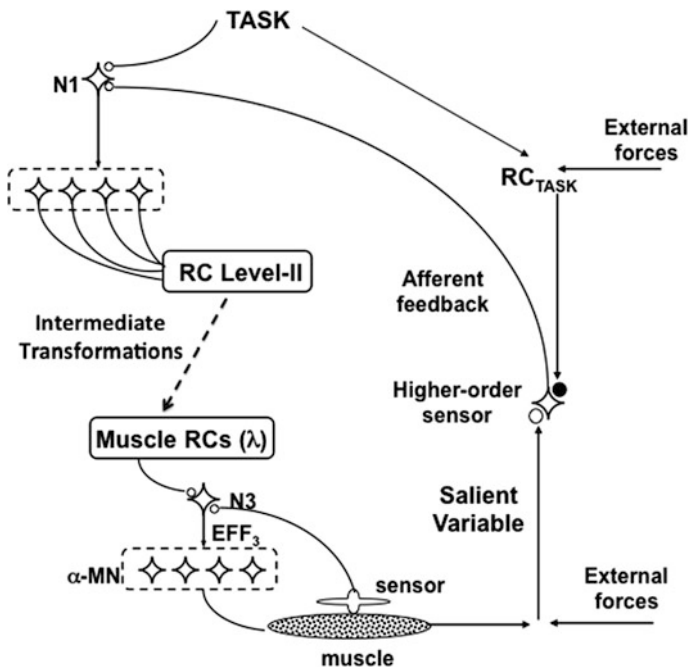 TASK
N1
External
forces
RC_TASK
RC Level-II
Afferent
feedback
Intermediate
Transformations
Higher-order
sensor
Muscle RCs (λ)
N3
Salient
Variable
EFF₃
α-MN
sensor
External
forces
muscle